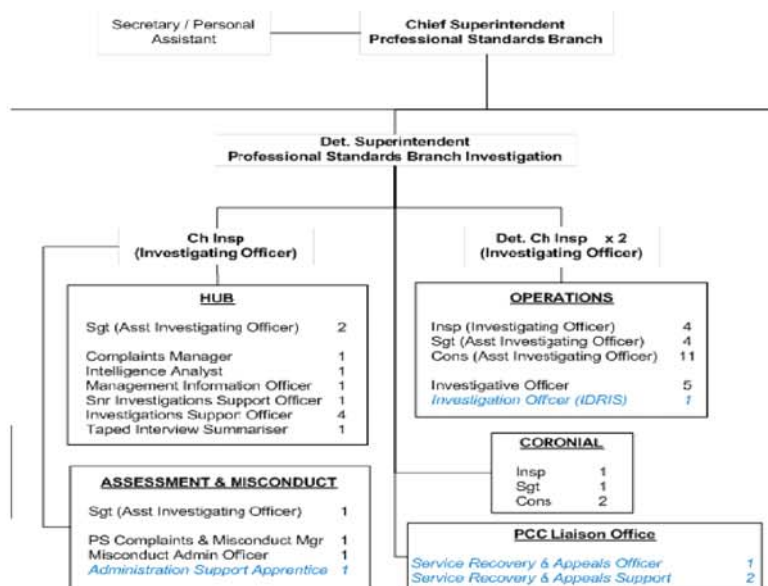 Secretary / Personal
Assistant
Chief Superintendent
Professional Standards Branch
Det. Superintendent
Professional Standards Branch Investigation
Ch Insp
(Investigating Officer)
Det. Ch Insp x 2
(Investigating Officer)
HUB
Sgt (Asst Investigating Officer) 2
Complaints Manager 1
Intelligence Analyst 1
Management Information Officer 1
Snr Investigations Support Officer 1
Investigations Support Officer 4
Taped Interview Summariser 1
OPERATIONS
Insp (Investigating Officer) 4
Sgt (Asst Investigating Officer) 4
Cons (Asst Investigating Officer) 11
Investigative Officer 5
Investigation Officer (IDRIS) 1
CORONIAL
Insp 1
Sgt 1
Cons 2
ASSESSMENT & MISCONDUCT
Sgt (Asst Investigating Officer) 1
PS Complaints & Misconduct Mgr 1
Misconduct Admin Officer 1
Administration Support Apprentice 1
PCC Liaison Office
Service Recovery & Appeals Officer 1
Service Recovery & Appeals Support 2